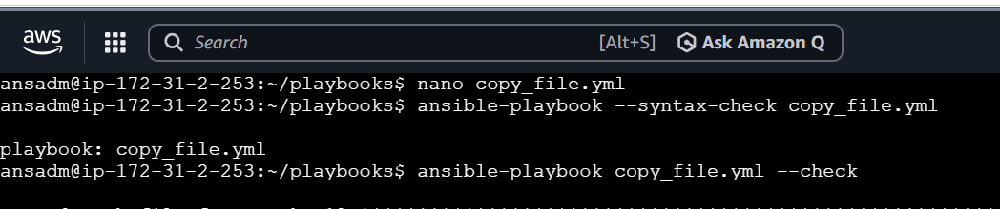 aws
Search [Alt+S] Ask Amazon Q
ansadm@ip-172-31-2-253:~/playbooks$ nano copy_file.yml
ansadm@ip-172-31-2-253:~/playbooks$ ansible-playbook --syntax-check copy_file.yml
playbook: copy_file.yml
ansadm@ip-172-31-2-253:~/playbooks$ ansible-playbook copy_file.yml --check